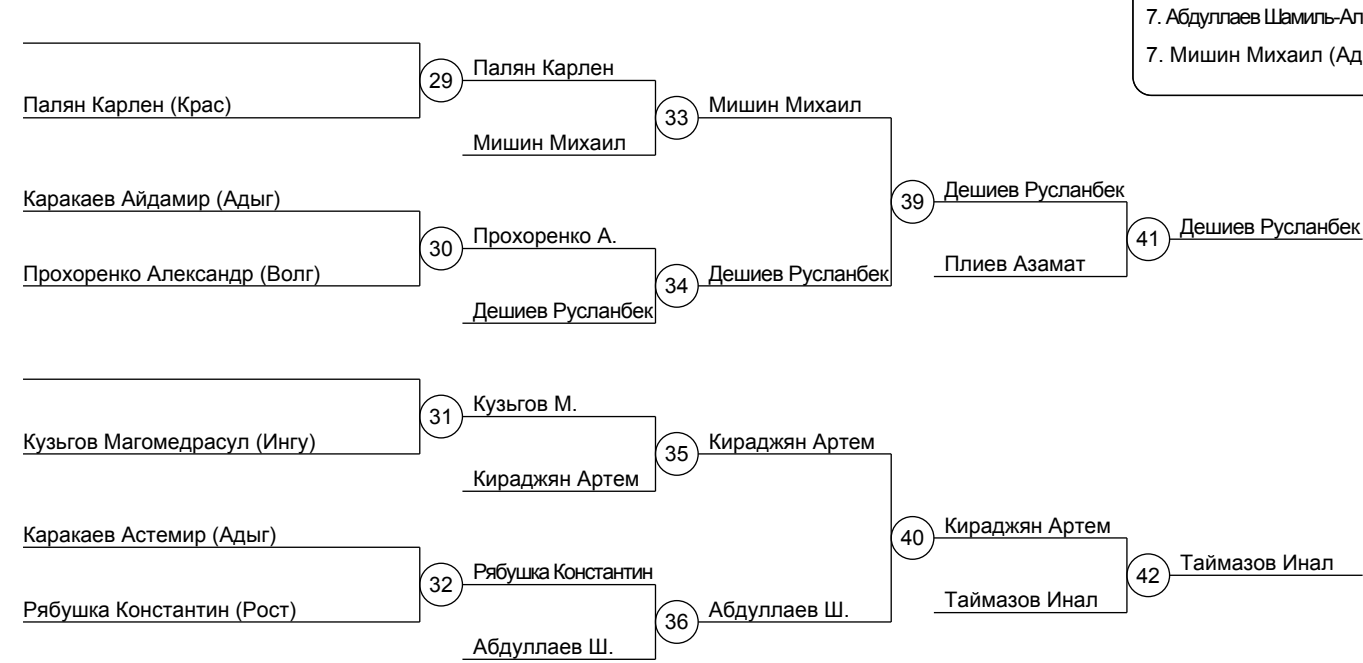 7. Абдуллаев Шамиль-Ал
7. Мишин Михаил (Ад
Палян Карлен (Крас)
29
Палян Карлен
Мишин Михаил
33
Мишин Михаил
Каракаев Айдамир (Адыг)
Прохоренко Александр (Волг)
30
Прохоренко А.
Дешиев Русланбек
34
Дешиев Русланбек
39
Дешиев Русланбек
Плиев Азамат
41
Дешиев Русланбек
Кузьгов Магомедрасул (Ингу)
31
Кузьгов М.
Кираджян Артем
35
Кираджян Артем
Каракаев Астемир (Адыг)
Рябушка Константин (Рост)
32
Рябушка Константин
Абдуллаев Ш.
36
Абдуллаев Ш.
40
Кираджян Артем
Таймазов Инал
42
Таймазов Инал